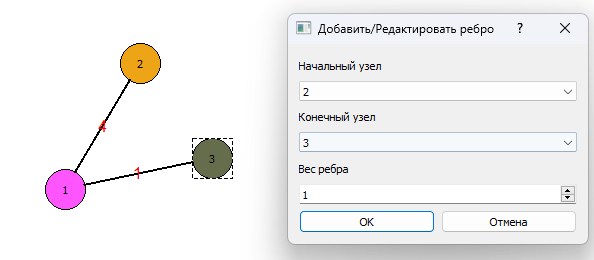 2
4
3
1
1
Добавить/Редактировать ребро ?
Начальный узел
2
Конечный узел
3
Вес ребра
1
OK Отмена